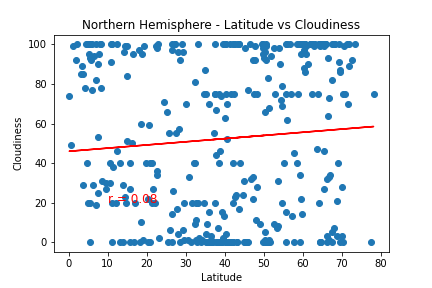 Northern Hemisphere - Latitude vs Cloudiness
100
80
60
40
20
0
Cloudiness
r = 0.08
0 10 20 30 40 50 60 70 80
Latitude